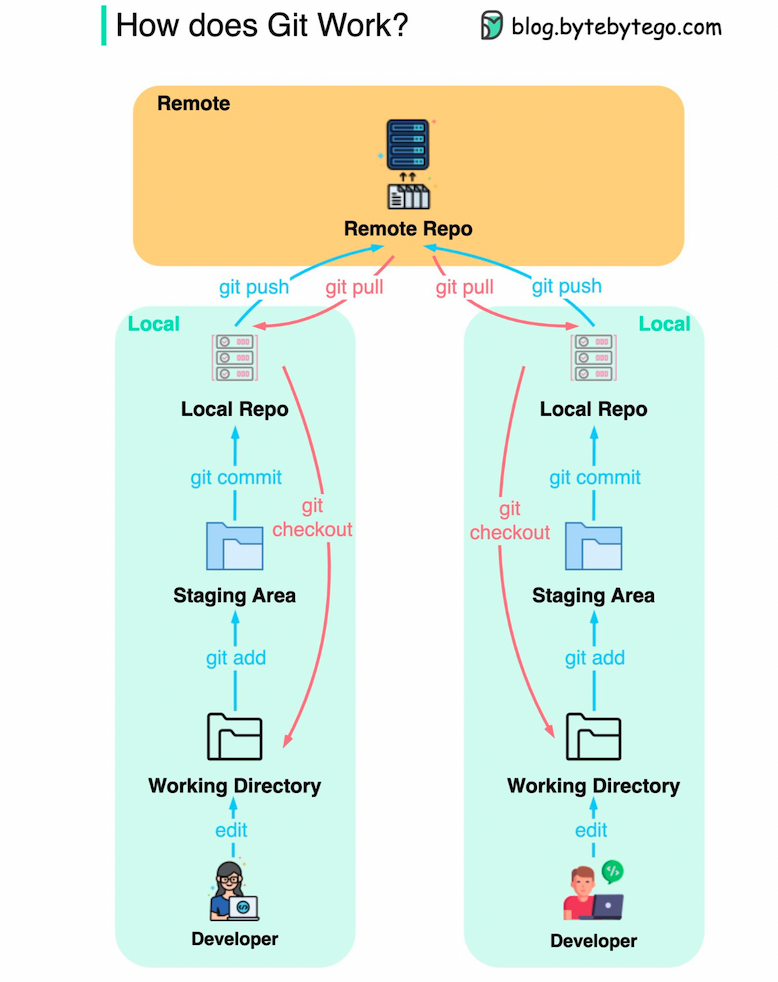 How does Git Work?
blog.bytebytego.com
Remote
Remote Repo
git push
git pull
git pull
git push
Local
Local
Local Repo
Local Repo
git commit
git commit
git
checkout
git
checkout
Staging Area
Staging Area
git add
git add
Working Directory
Working Directory
edit
edit
Developer
Developer